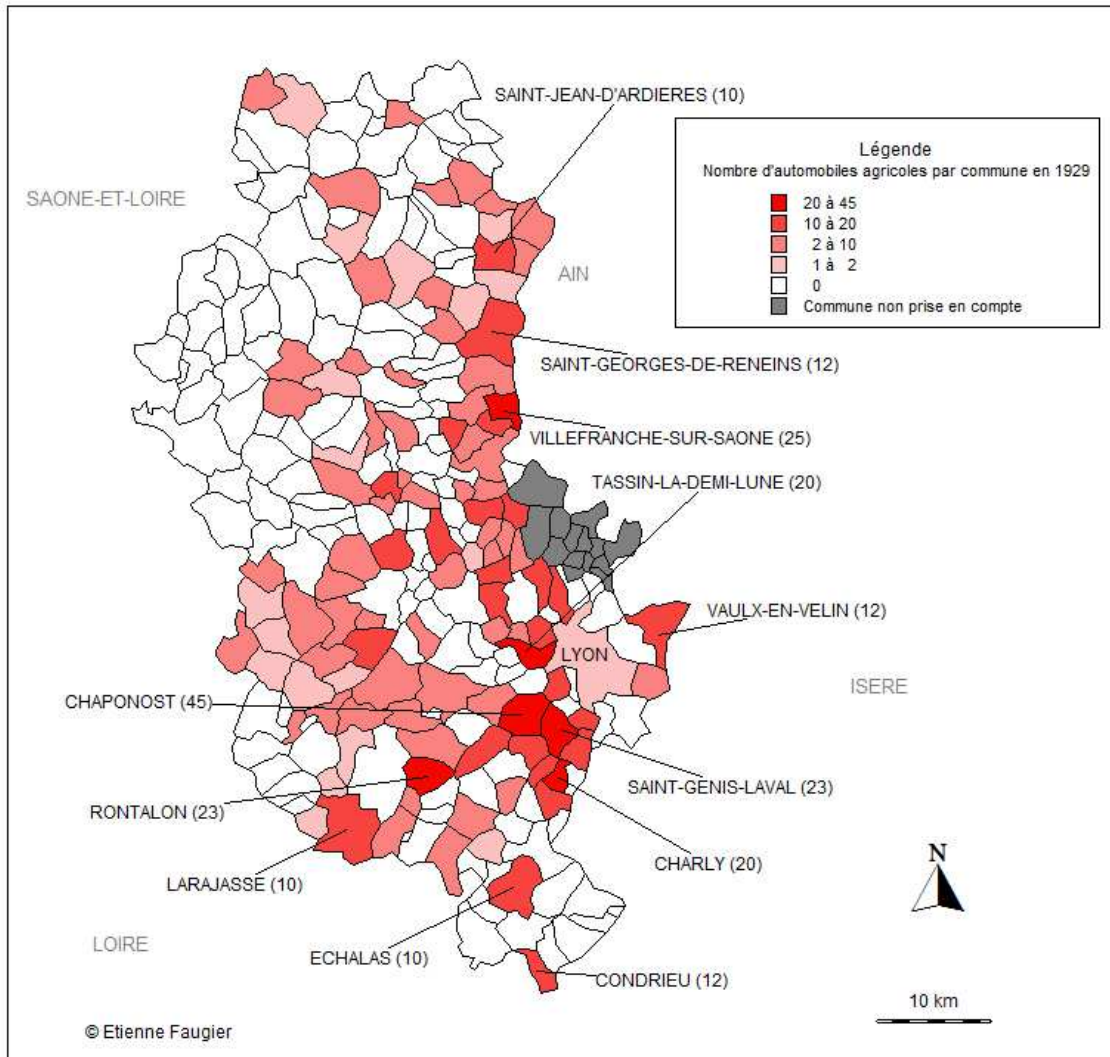 SAINT-JEAN-D'ARDIERES (10)
Légende
Nombre d'automobiles agricoles par commune en 1929
20 à 45
10 à 20
2 à 10
1 à 2
0
Commune non prise en compte
SAONE-ET-LOIRE
AIN
SAINT-GEORGES-DE-RENEINS (12)
VILLEFRANCHE-SUR-SAONE (25)
TASSIN-LA-DEMI-LUNE (20)
VAULX-EN-VELIN (12)
LYON
ISERE
CHAPONOST (45)
SAINT-GENIS-LAVAL (23)
RONTALON (23)
CHARLY (20)
LARAJASSE (10)
N
LOIRE
ECHALAS (10)
CONDRIEU (12)
10 km
© Etienne Faugier